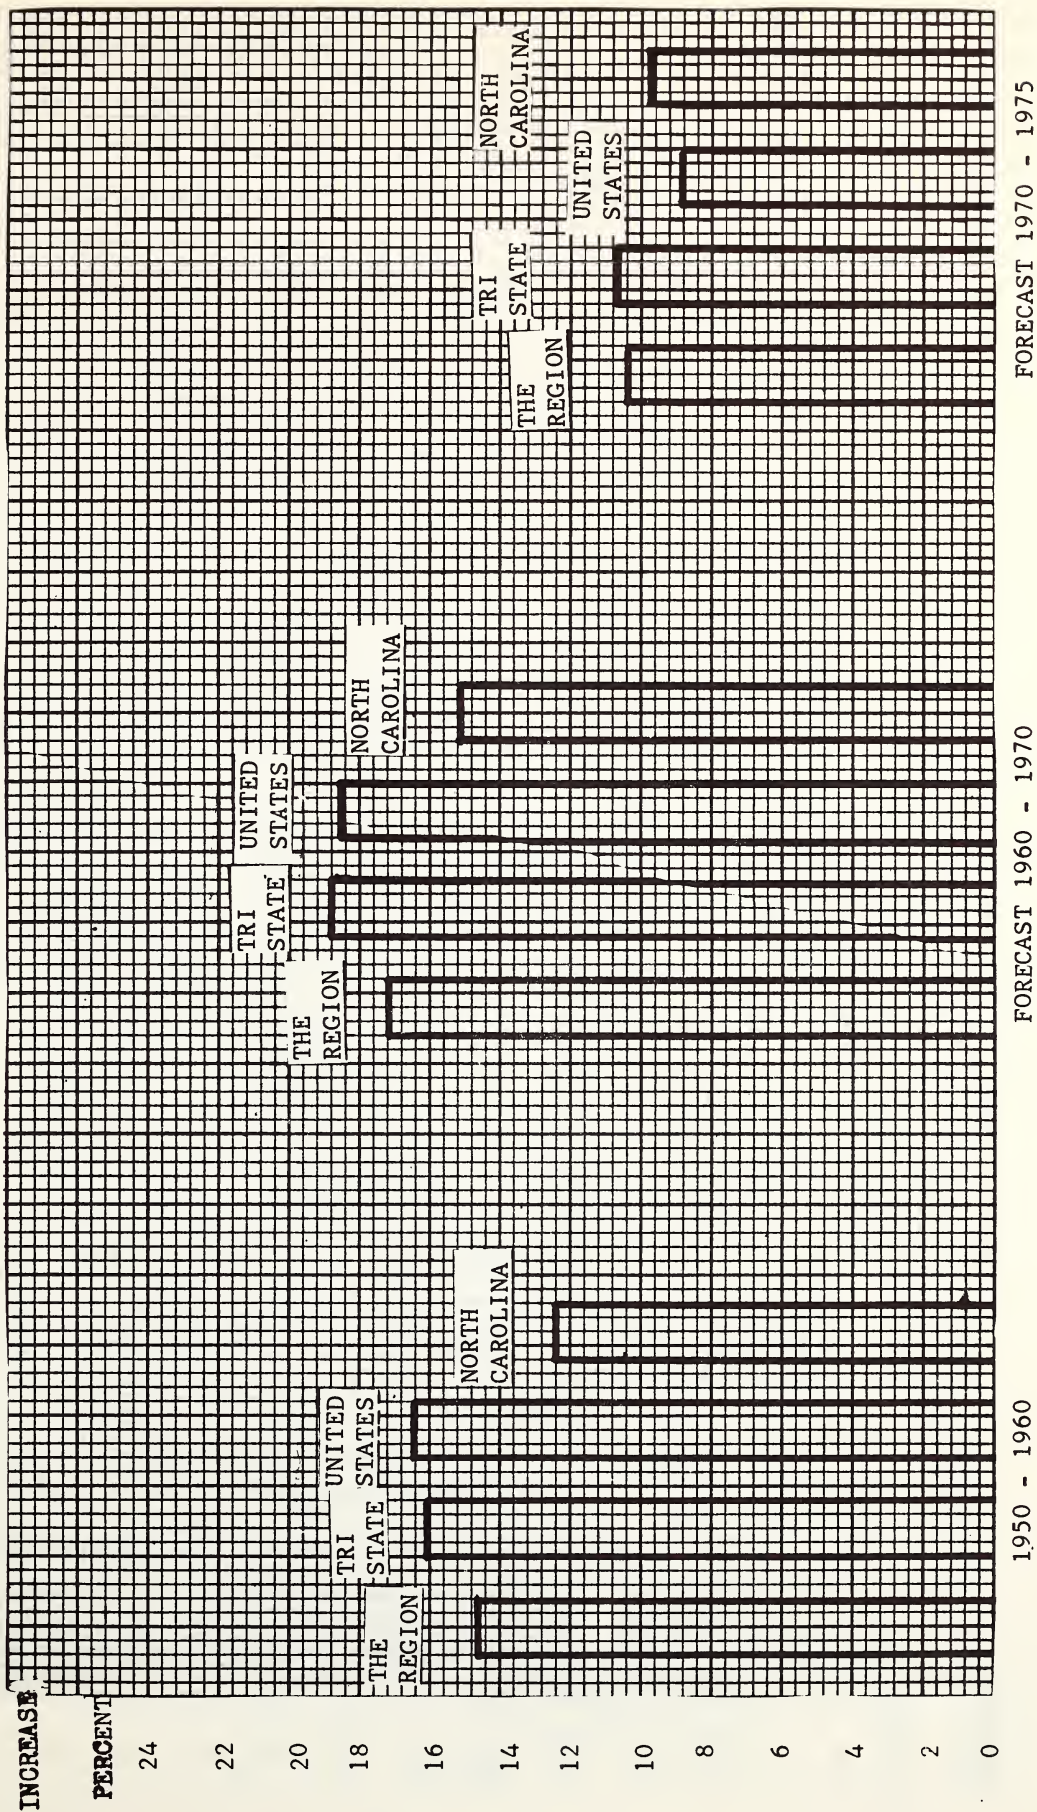 INCREASE
PERCENT
24
22
20
18
16
14
12
10
8
6
4
2
0
THE
REGION
TRI
STATE
UNITED
STATES
NORTH
CAROLINA
THE
REGION
TRI
STATE
UNITED
STATES
NORTH
CAROLINA
THE
REGION
TRI
STATE
UNITED
STATES
NORTH
CAROLINA
1950 - 1960
FORECAST 1960 - 1970
FORECAST 1970 - 1975